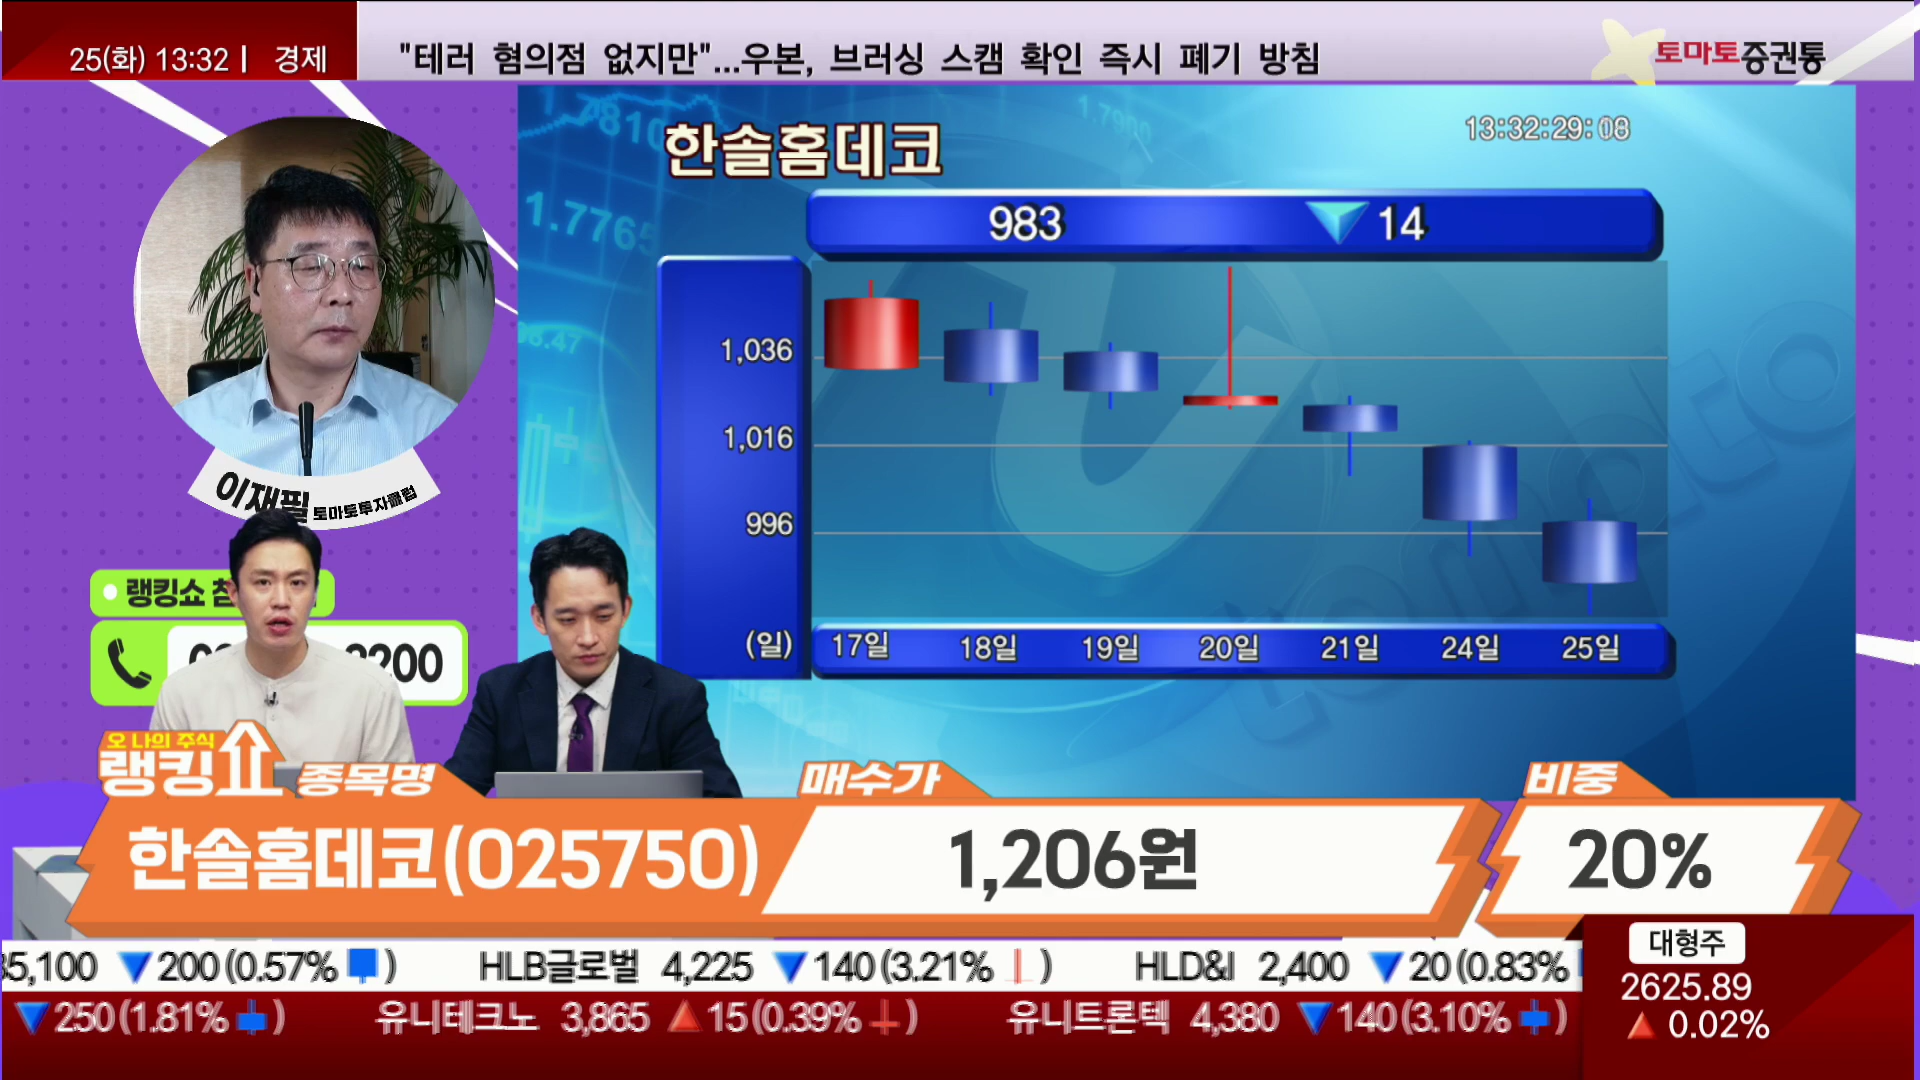 25(화) 13:32 | 경제
"테러 혐의점 없지만"...우본, 브러싱 스캠 확인 즉시 폐기 방침
토마토증권통
한솔홈데코
13:32:29:08
983 ▼ 14
1,036
1,016
996
(일) 17일 18일 19일 20일 21일 24일 25일
이재필 토마토투자클럽
랭킹쇼
200
오 나의 주식
랭킹쇼
종목명 매수가 비중
한솔홈데코(025750) 1,206원 20%
35,100 ▼200(0.57% ) HLB글로벌 4,225 ▼140(3.21% ) HLD&I 2,400 ▼20(0.83%
▼250(1.81% ) 유니테크노 3,865 ▲15(0.39% ) 유니트론텍 4,380 ▼140(3.10% )
대형주
2625.89
▲ 0.02%